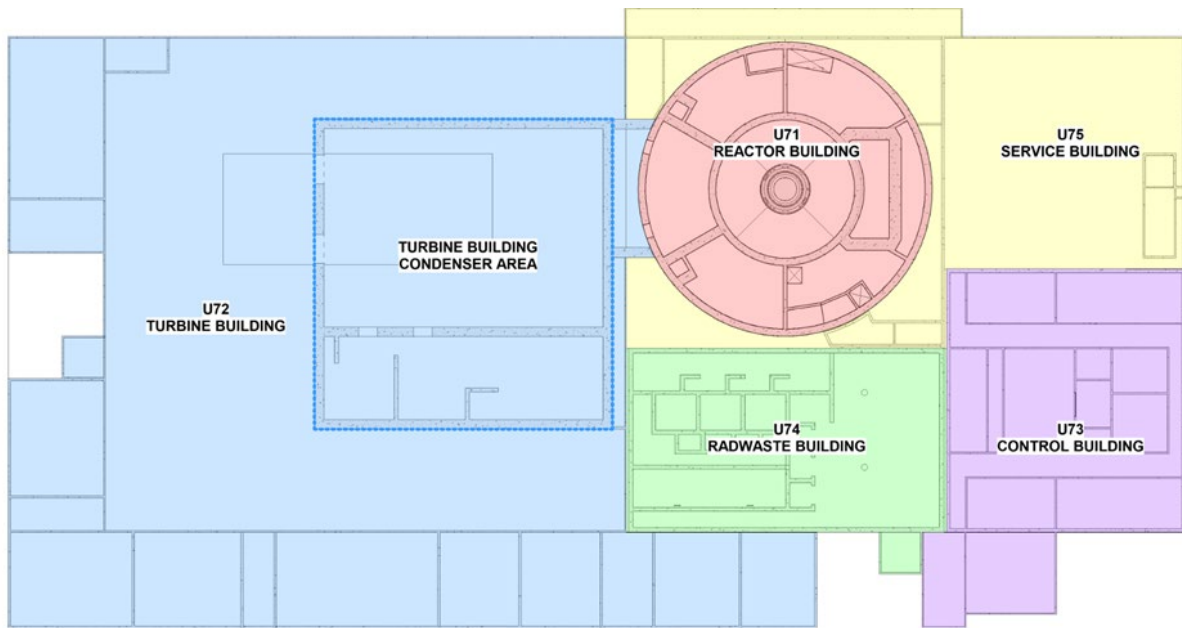 U71
REACTOR BUILDING
U75
SERVICE BUILDING
TURBINE BUILDING
CONDENSER AREA
U72
TURBINE BUILDING
U74
RADWASTE BUILDING
U73
CONTROL BUILDING